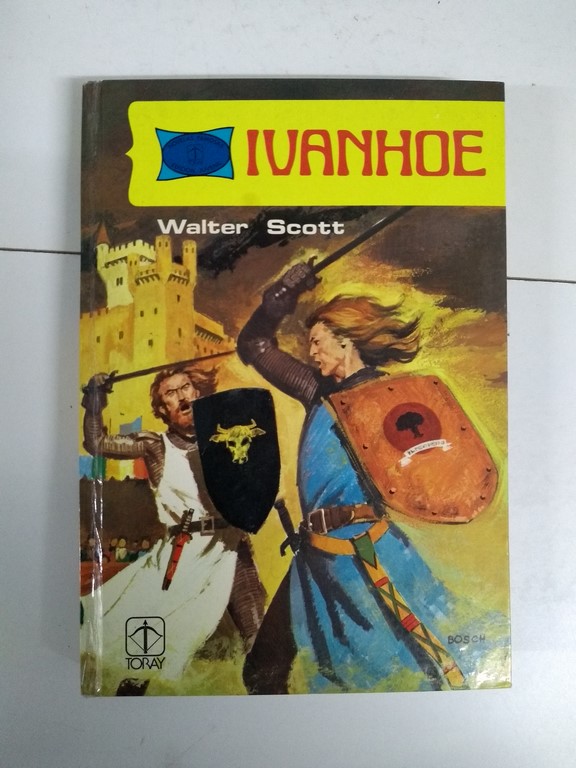 IVANHOE
Walter Scott
BOSCH
TORAY